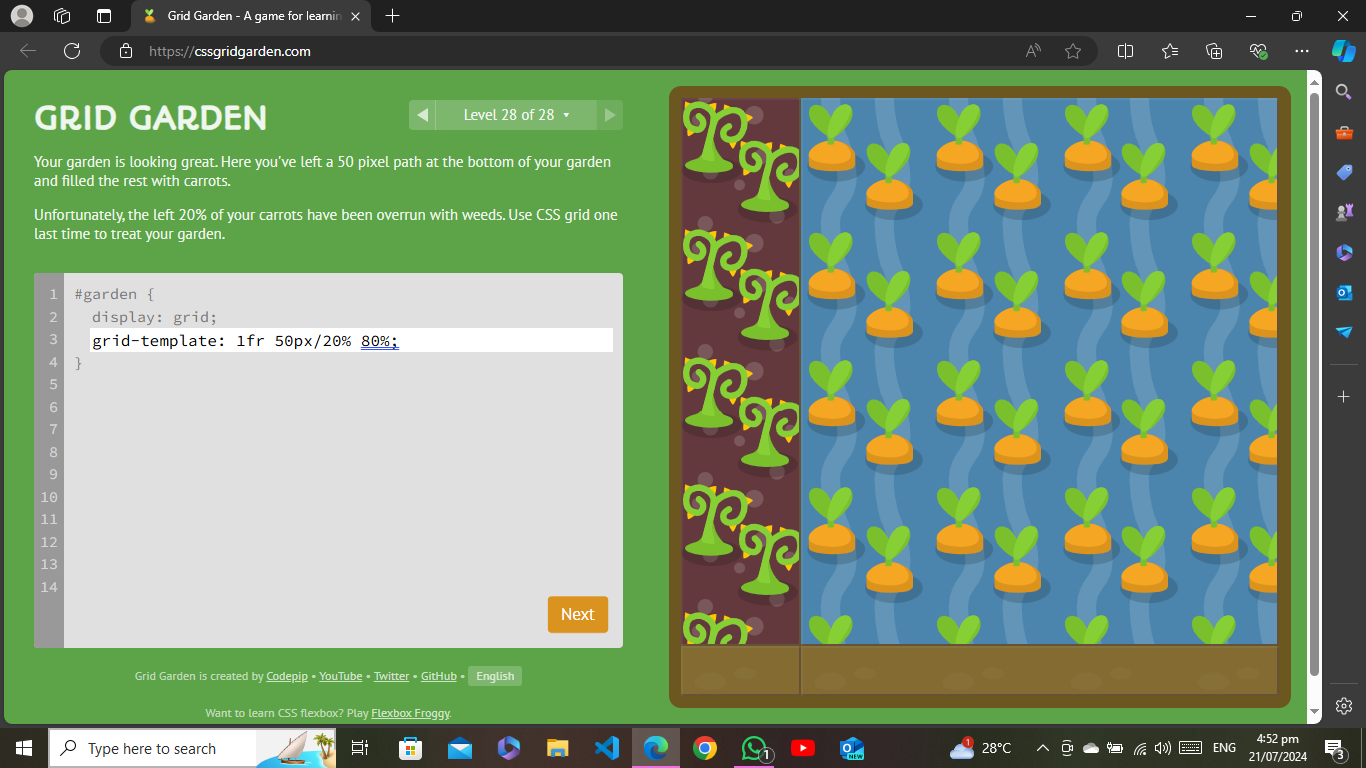 Grid Garden - A game for learnin
https://cssgridgarden.com
GRID GARDEN
Level 28 of 28
Your garden is looking great. Here you've left a 50 pixel path at the bottom of your garden
and filled the rest with carrots.
Unfortunately, the left 20% of your carrots have been overrun with weeds. Use CSS grid one
last time to treat your garden.
1 #garden {
2 display: grid;
3 grid-template: 1fr 50px/20% 80%;
4 }
5
6
7
8
9
10
11
12
13
14
Next
Grid Garden is created by Codepip • YouTube • Twitter • GitHub • English
Want to learn CSS flexbox? Play Flexbox Froggy.
Type here to search
NEW
1
1
28°C
ENG
4:52 pm
21/07/2024
3